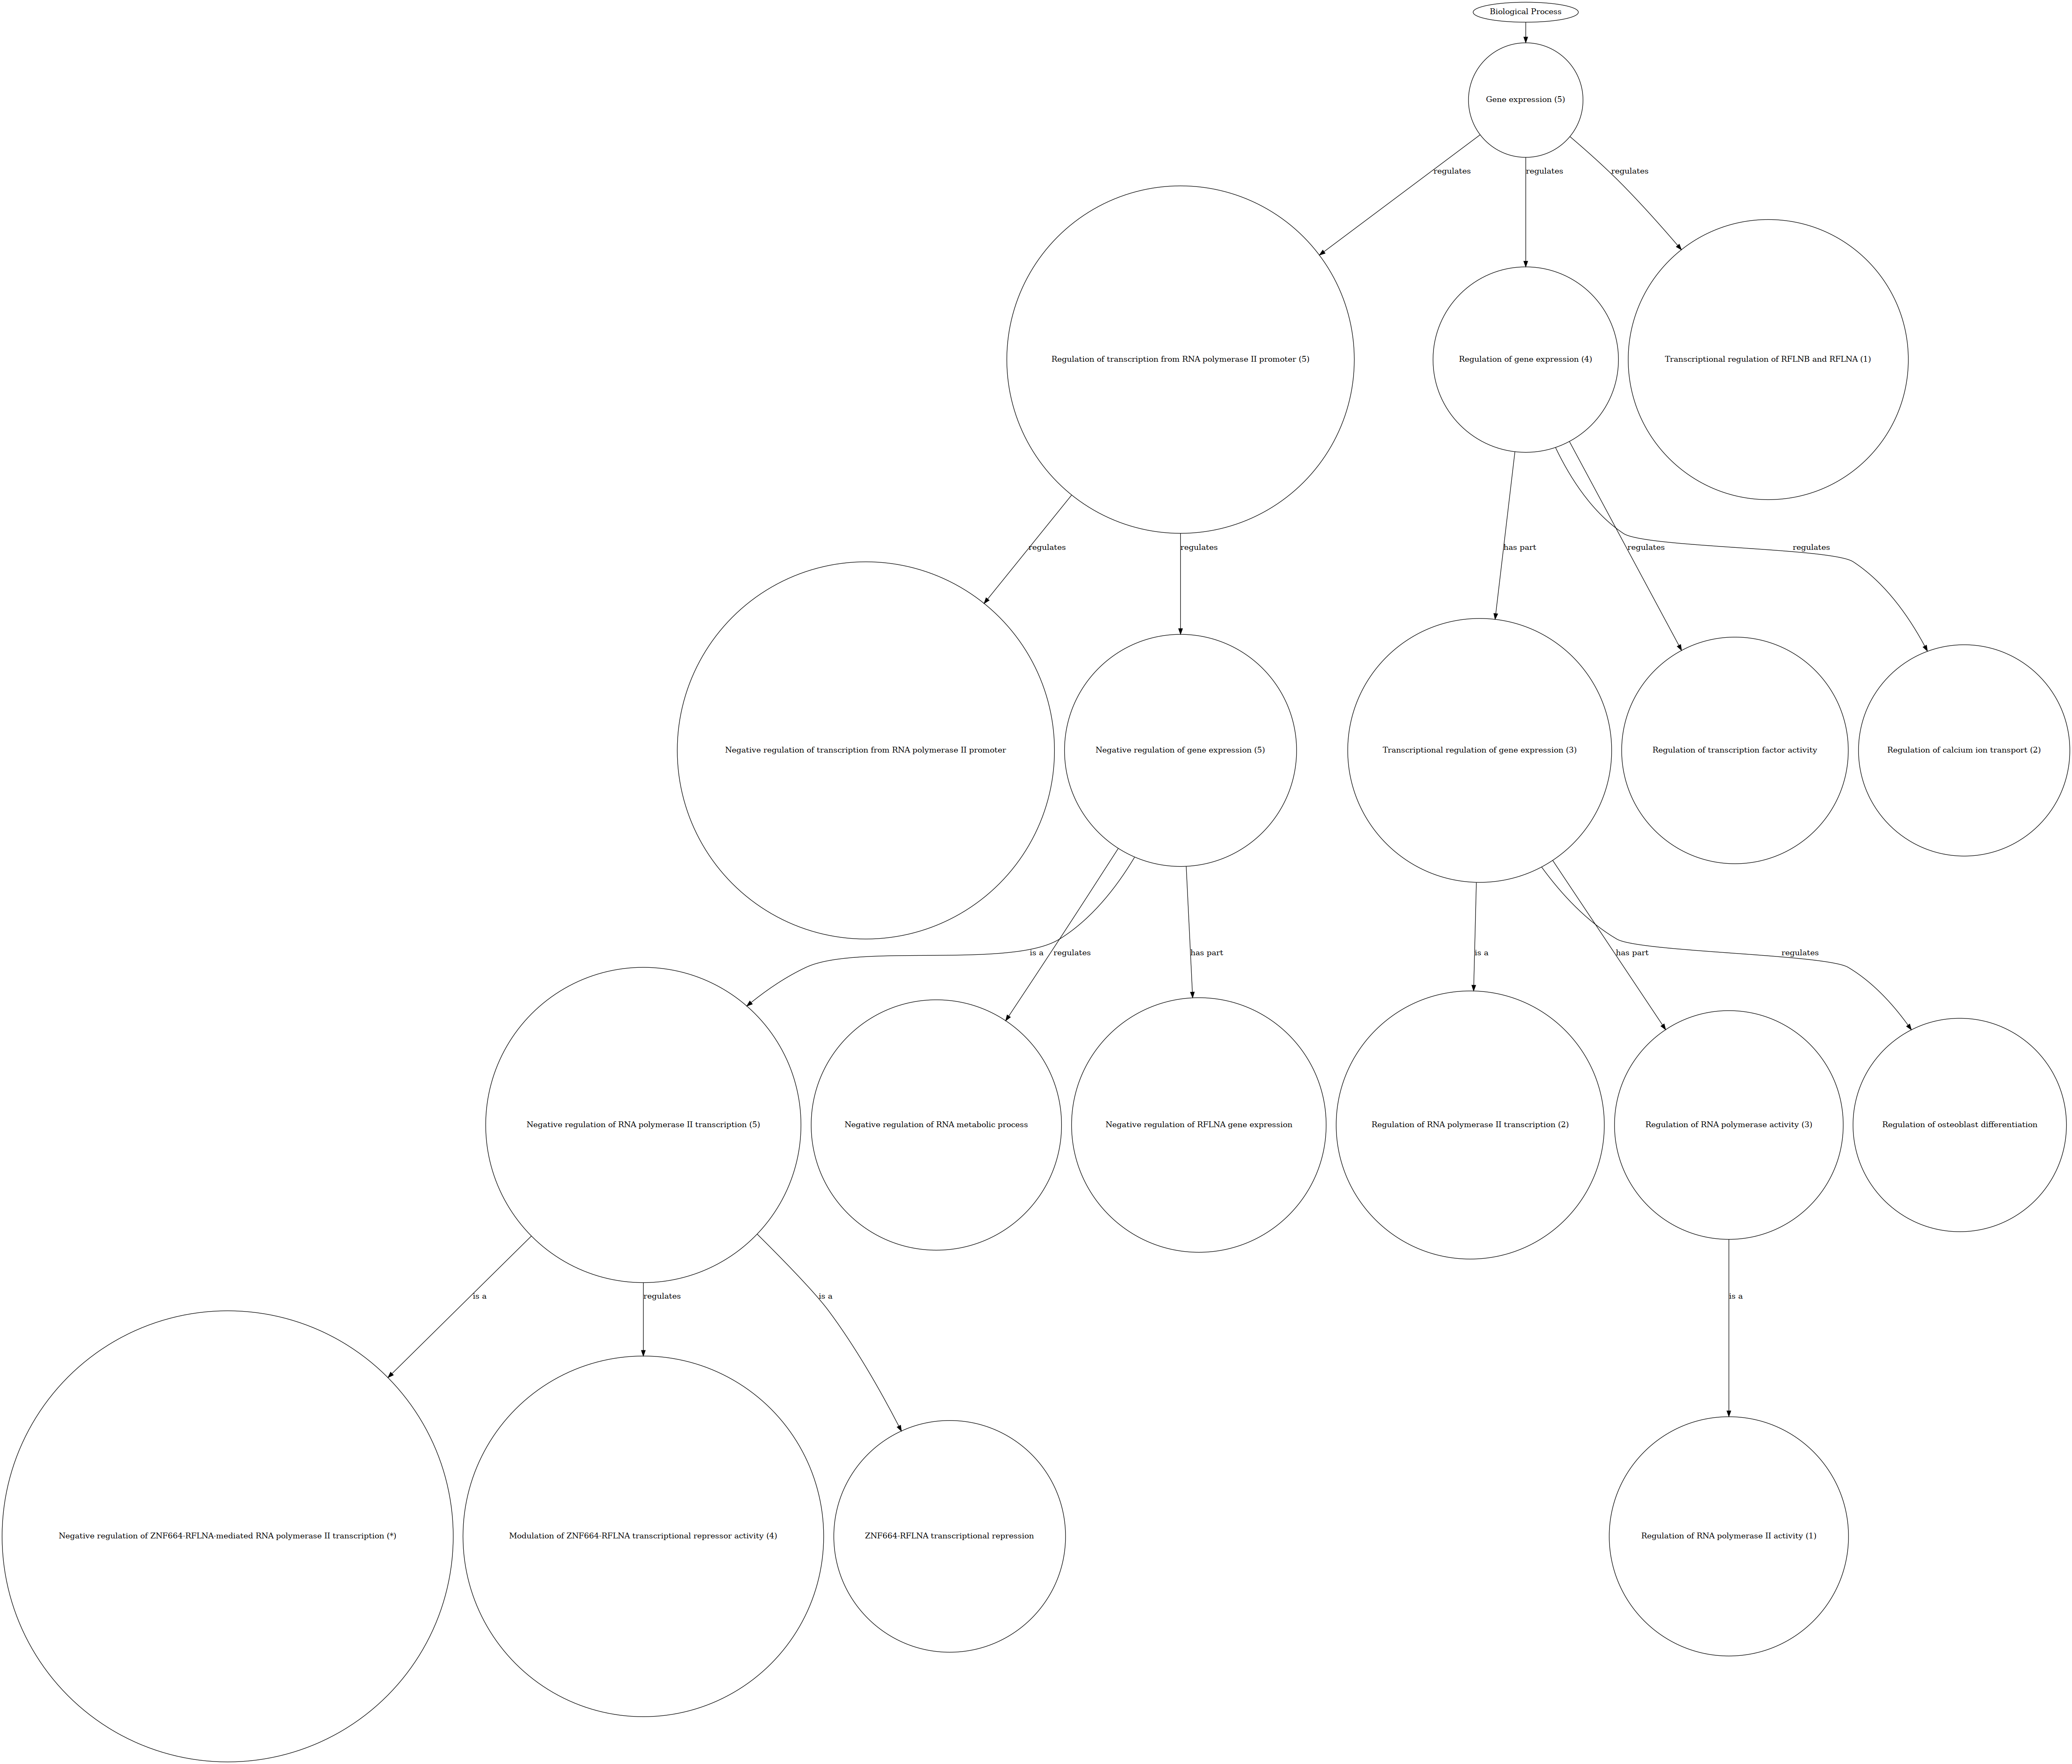 Biological Process
Gene expression (5)
regulates
regulates
regulates
Regulation of transcription from RNA polymerase II promoter (5)
Regulation of gene expression (4)
Transcriptional regulation of RFLNB and RFLNA (1)
regulates
regulates
has part
regulates
regulates
Negative regulation of transcription from RNA polymerase II promoter
Negative regulation of gene expression (5)
Transcriptional regulation of gene expression (3)
Regulation of transcription factor activity
Regulation of calcium ion transport (2)
is a
regulates
has part
is a
has part
regulates
Negative regulation of RNA polymerase II transcription (5)
Negative regulation of RNA metabolic process
Negative regulation of RFLNA gene expression
Regulation of RNA polymerase II transcription (2)
Regulation of RNA polymerase activity (3)
Regulation of osteoblast differentiation
is a
regulates
is a
is a
Negative regulation of ZNF664-RFLNA-mediated RNA polymerase II transcription (*)
Modulation of ZNF664-RFLNA transcriptional repressor activity (4)
ZNF664-RFLNA transcriptional repression
Regulation of RNA polymerase II activity (1)